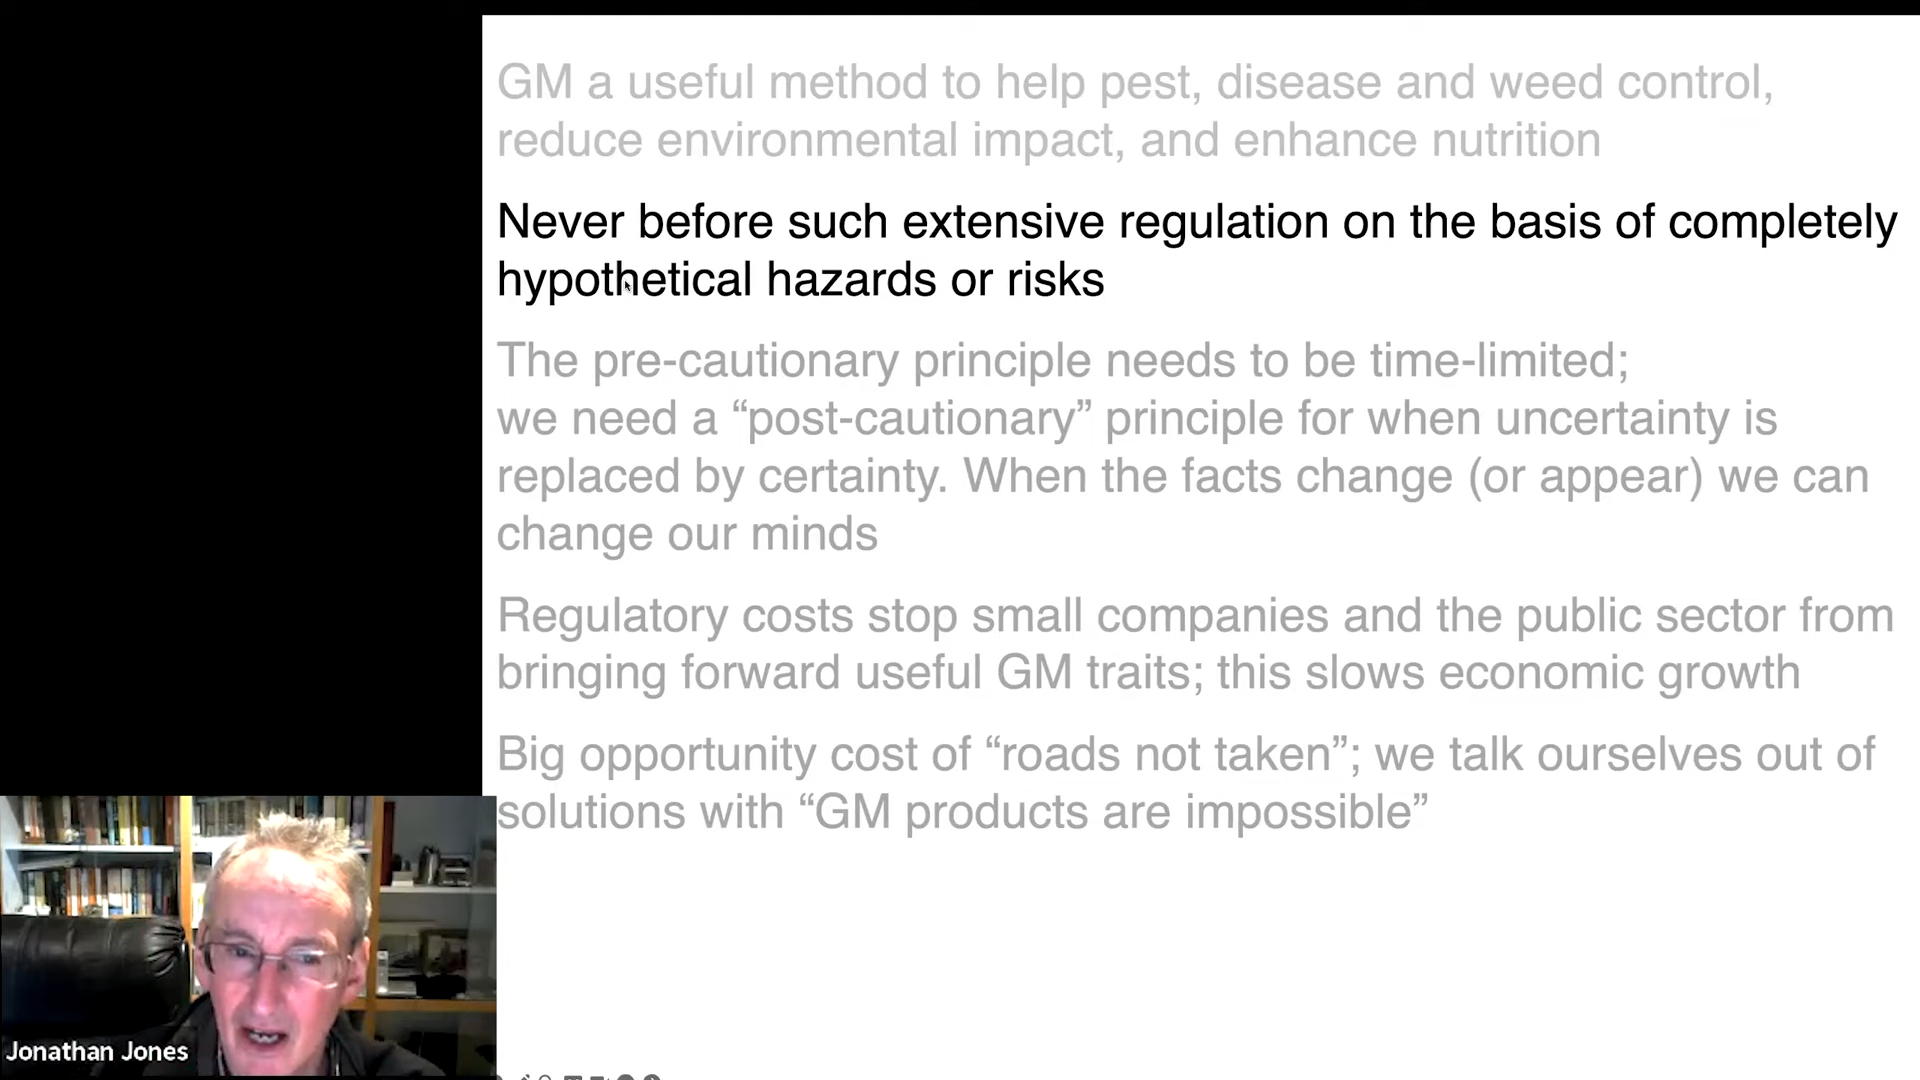 GM a useful method to help pest, disease and weed control,
reduce environmental impact, and enhance nutrition
Never before such extensive regulation on the basis of completely
hypothetical hazards or risks
The pre-cautionary principle needs to be time-limited;
we need a “post-cautionary” principle for when uncertainty is
replaced by certainty. When the facts change (or appear) we can
change our minds
Regulatory costs stop small companies and the public sector from
bringing forward useful GM traits; this slows economic growth
Big opportunity cost of “roads not taken”; we talk ourselves out of
solutions with “GM products are impossible”
Jonathan Jones